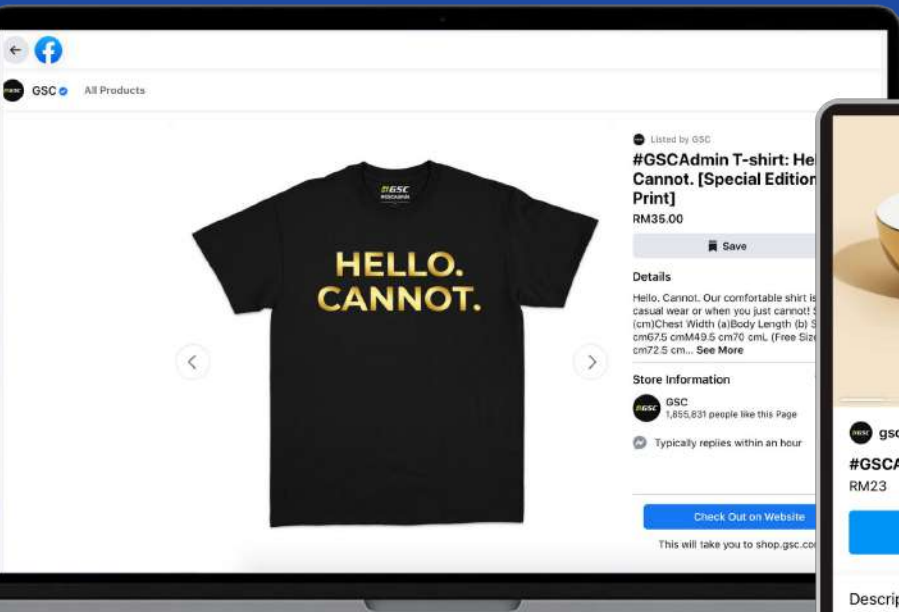 GSC
All Products
Listed by GSC
#GSCAdmin T-shirt: He
Cannot. [Special Edition
Print]
RM35.00
Save
Details
Hello, Cannot. Our comfortable shirt is
casual wear or when you just cannot! S
(cm)Chest Width (a)Body Length (b) S
cm67.5 cmM49.5 cm70 cmL (Free Size
cm72.5 cm... See More
Store Information
GSC
1,855,831 people like this Page
Typically replies within an hour
Check Out on Website
This will take you to shop.gsc.co
GSC
#GSCADMIN
HELLO.
CANNOT.
GSC
gsc
#GSCA
RM23
Descrip